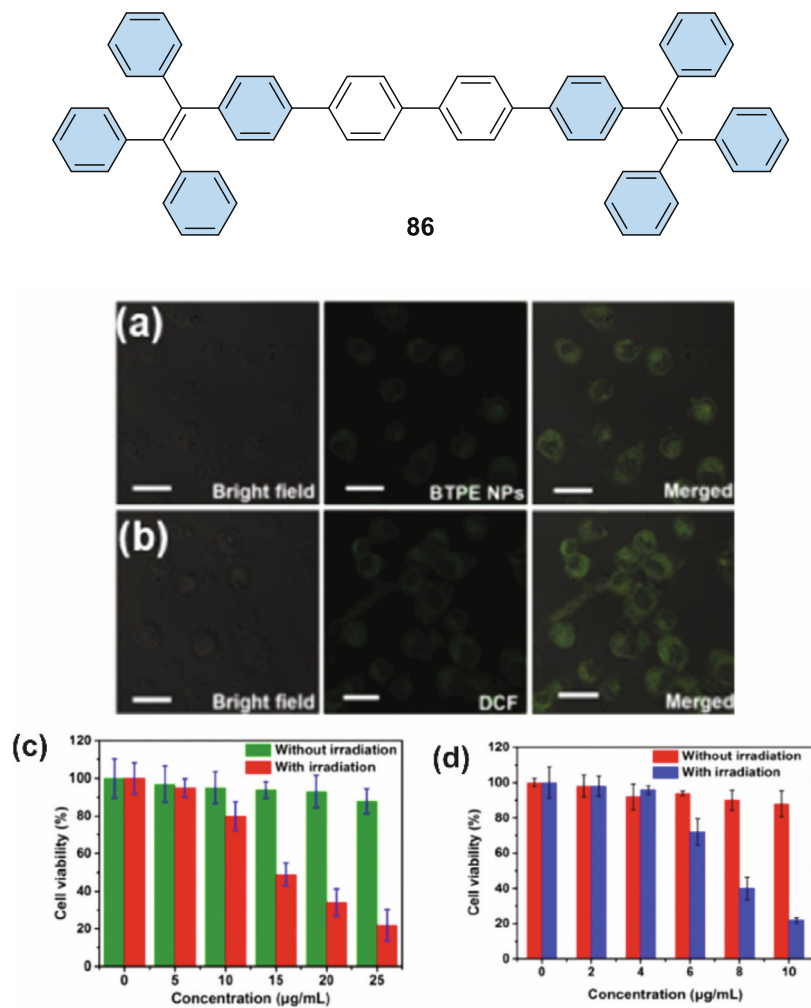 86
(a)
Bright field
BTPE NPs
Merged
(b)
Bright field
DCF
Merged
(c)
120
100
80
60
40
20
0
Cell viability (%)
Without irradiation
With irradiation
0 5 10 15 20 25
Concentration (µg/mL)
(d)
120
100
80
60
40
20
0
Cell viability (%)
Without irradiation
With irradiation
0 2 4 6 8 10
Concentration (µg/mL)